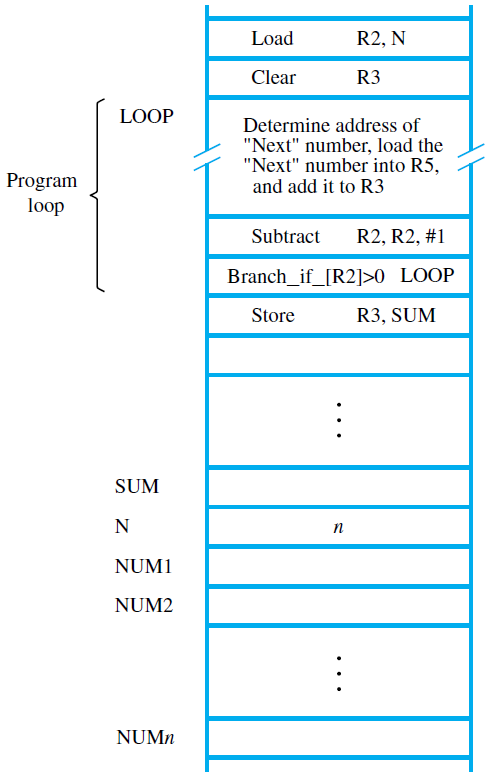 Load R2, N
Clear R3
LOOP
Determine address of
"Next" number, load the
"Next" number into R5,
and add it to R3
Program
loop
Subtract R2, R2, #1
Branch_if_[R2]>0 LOOP
Store R3, SUM
SUM
N n
NUM1
NUM2
NUMn